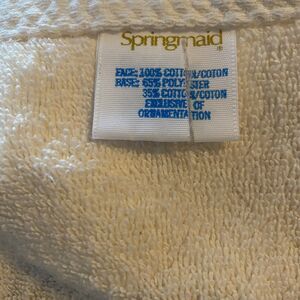 Springmaid®
FACE: 100% COTTON/COTON
BASE: 65% POLYESTER
35% COTTON/COTON
EXCLUSIVE OF
ORNAMENTATION